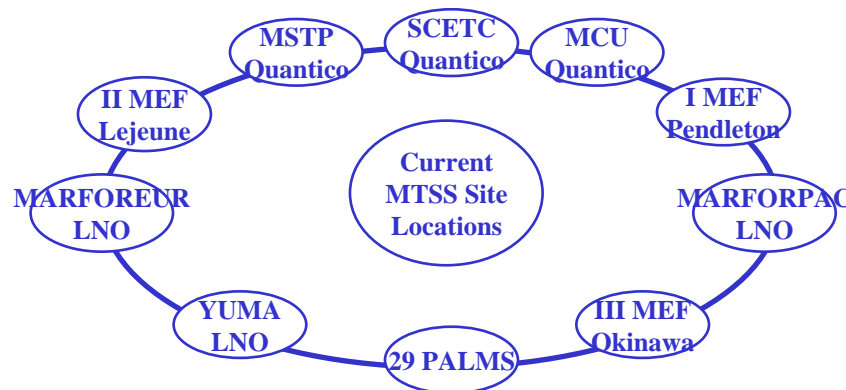 SCETC
Quantico
MSTP
Quantico
MCU
Quantico
II MEF
Lejeune
I MEF
Pendleton
Current
MTSS Site
Locations
MARFOREUR
LNO
MARFORPAC
LNO
YUMA
LNO
III MEF
Okinawa
29 PALMS